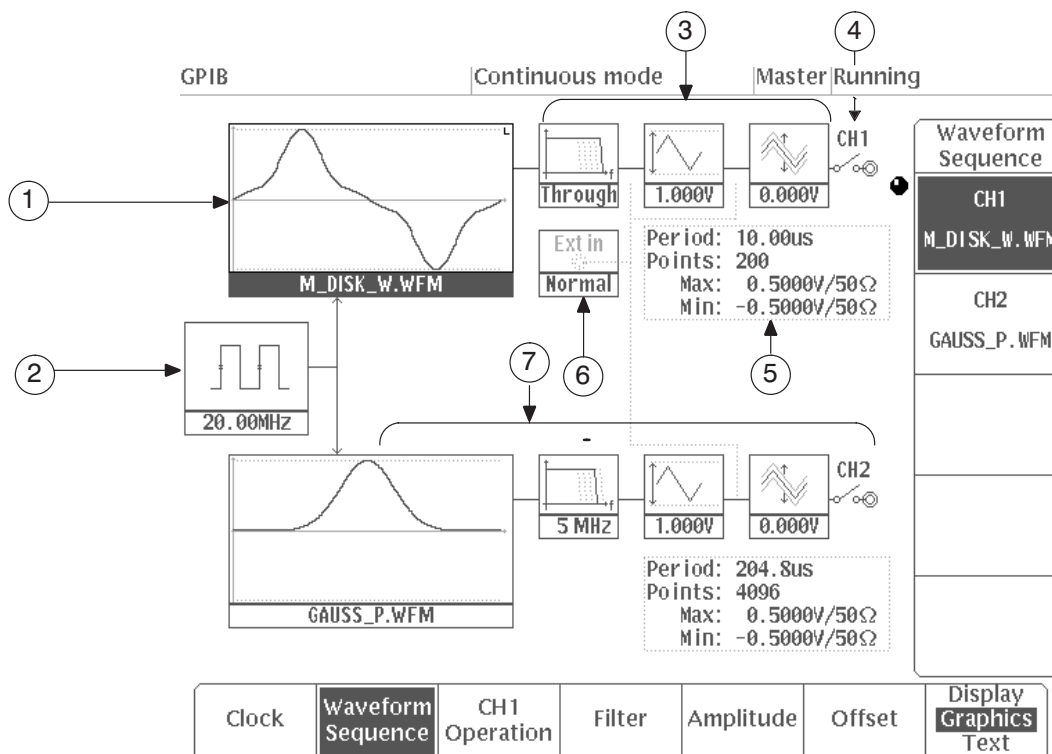 3
4
GPIB
Continuous mode
Master
Running
CH1
L
Through
1.000V
0.000V
Waveform
Sequence
CH1
M_DISK_W.WFM
1
M_DISK_W.WFM
Ext in
Normal
Period: 10.00us
Points: 200
Max: 0.5000V/50Ω
Min: -0.5000V/50Ω
CH2
GAUSS_P.WFM
2
20.00MHz
7
6
5
-
GAUSS_P.WFM
f
5 MHz
1.000V
0.000V
CH2
f
Period: 204.8us
Points: 4096
Max: 0.5000V/50Ω
Min: -0.5000V/50Ω
Clock
Waveform
Sequence
CH1
Operation
Filter
Amplitude
Offset
Display
Graphics
Text